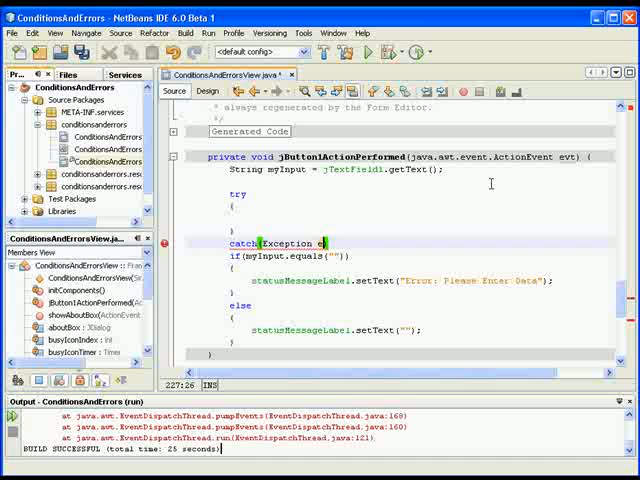 ConditionsAndErrors - NetBeans IDE 6.0 Beta 1
File Edit View Navigate Source Refactor Build Run Profile Versioning Tools Window Help
<default config>
Pr... Files Services
ConditionsAndErrors
Source Packages
META-INF.services
conditionsanderrors
ConditionsAndErrors
ConditionsAndErrors
ConditionsAndErrors
conditionsanderrors.resc
conditionsanderrors.resc
Test Packages
Libraries
ConditionsAndErrorsView.ja...
Members View
ConditionsAndErrorsView :: Fran
ConditionsAndErrorsView(Sir
initComponents()
jButton1ActionPerformed(A
showAboutBox(ActionEvent
aboutBox : JDialog
busyIconIndex : int
busyIconTimer : Timer
ConditionsAndErrorsView.java *
Source Design
* always regenerated by the Form Editor.
*/
Generated Code
private void jButton1ActionPerformed(java.awt.event.ActionEvent evt) {
String myInput = jTextField1.getText();
try
{
}
catch(Exception e)
if(myInput.equals(""))
{
statusMessageLabel.setText("Error: Please Enter Data");
}
else
{
statusMessageLabel.setText("");
}
}
227:26 INS
Output - ConditionsAndErrors (run)
at java.awt.EventDispatchThread.pumpEvents(EventDispatchThread.java:168)
at java.awt.EventDispatchThread.pumpEvents(EventDispatchThread.java:160)
at java.awt.EventDispatchThread.run(EventDispatchThread.java:121)
BUILD SUCCESSFUL (total time: 25 seconds)